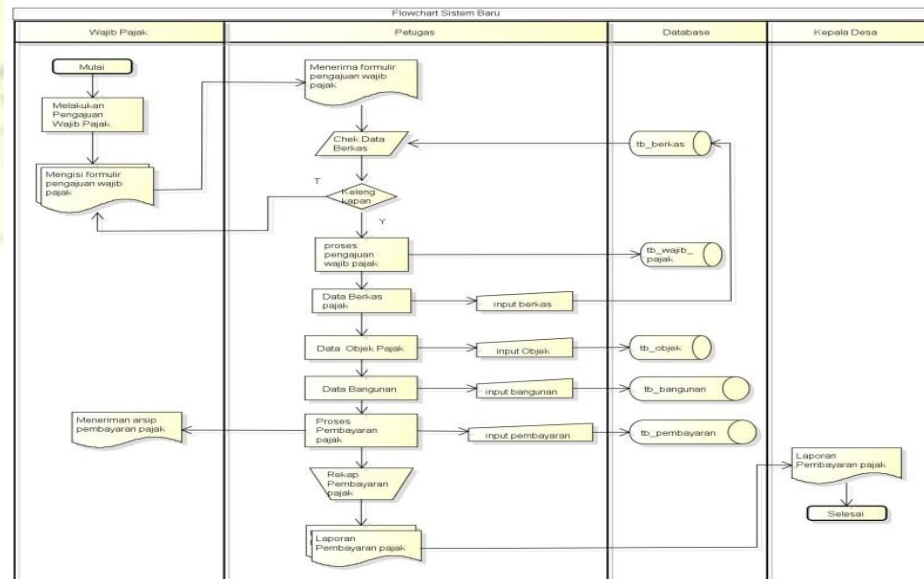 Flowchart Sistem Baru
Wajib Pajak
Petugas
Database
Kepala Desa
Mulai
Melakukan
Pengajuan
Wajib Pajak
Mengisi formulir
pengajuan wajib
pajak
Menerima formulir
pengajuan wajib
pajak
Chek Data
Berkas
tb_berkas
T
Keleng
kapan
Y
proses
pengajuan
wajib pajak
tb_wajib_
pajak
Data Berkas
pajak
input berkas
Data Objek Pajak
input Objek
tb_objek
Data Bangunan
input bangunan
tb_bangunan
Meneriman arsip
pembayaran pajak
Proses
Pembayaran
pajak
input pembayaran
tb_pembayaran
Rekap
Pembayaran
pajak
Laporan
Pembayaran pajak
Laporan
Pembayaran pajak
Selesai